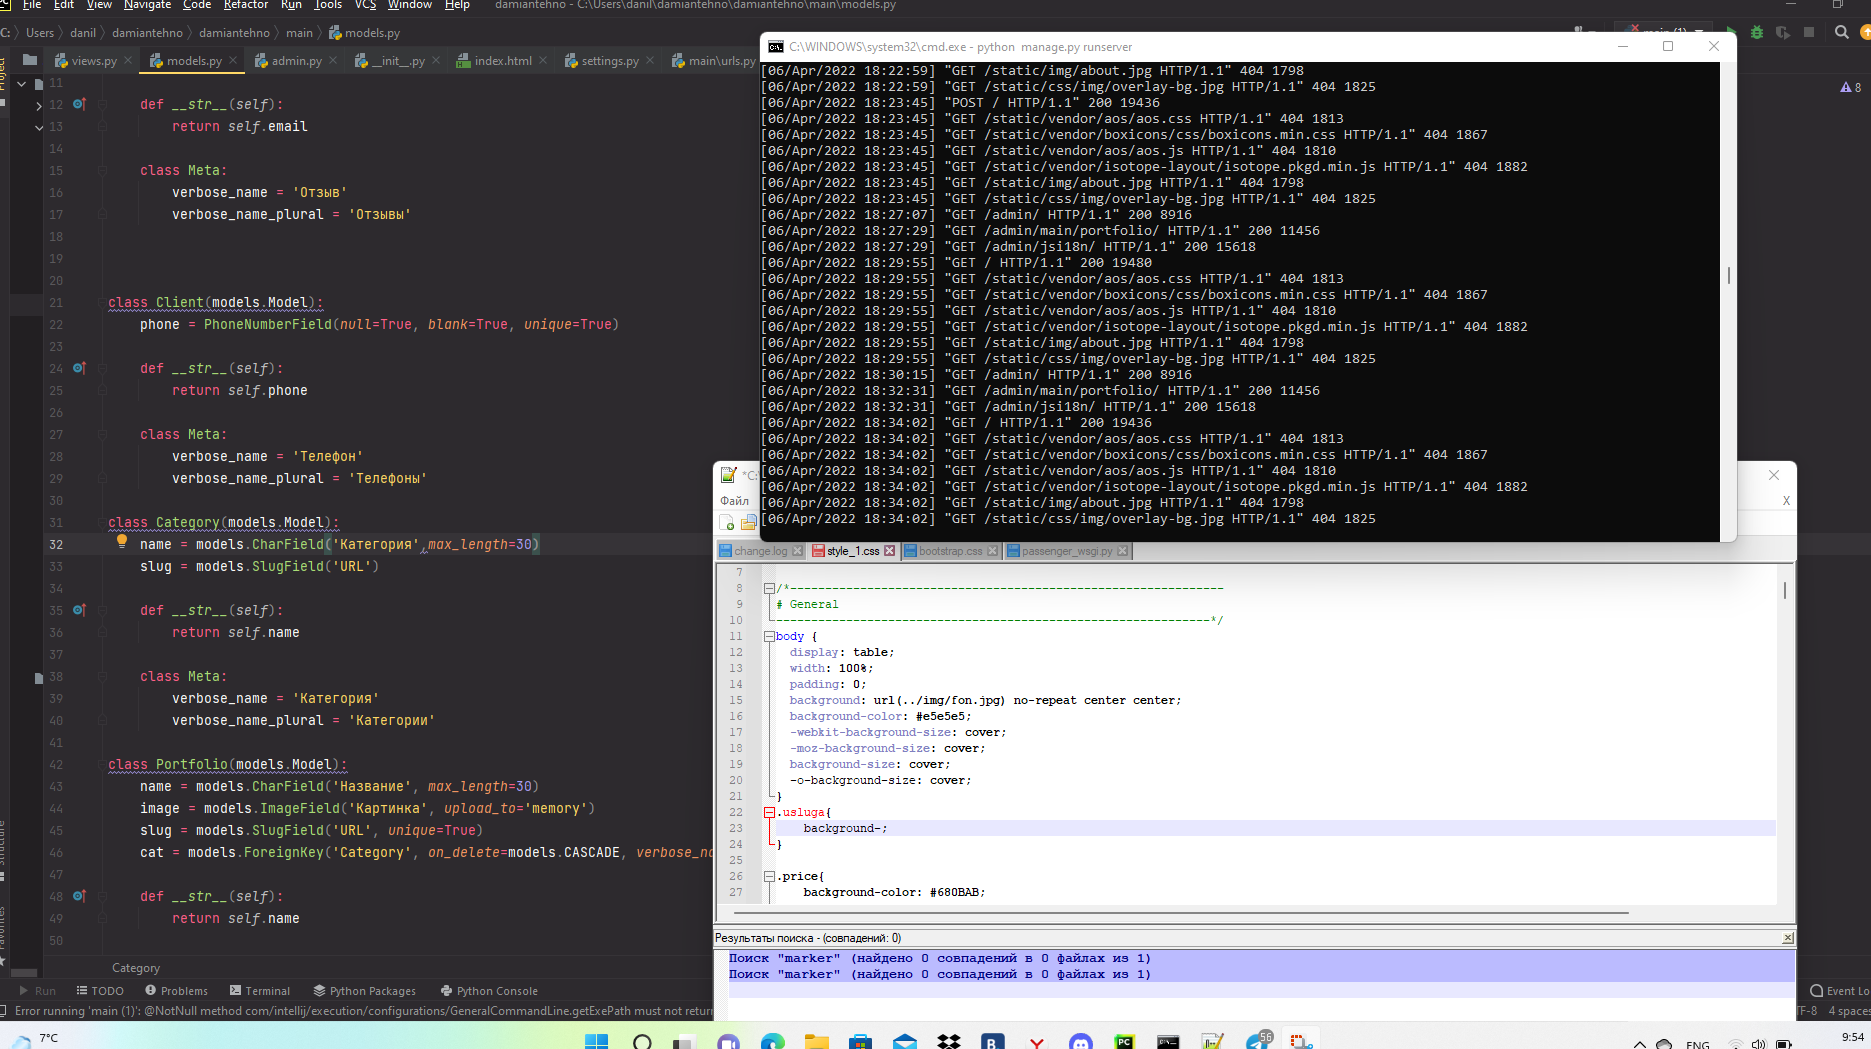 File Edit View Navigate Code Refactor Run Tools VCS Window Help damiantehno - C:\Users\danil\damiantehno\main\models.py
C: Users danil damiantehno damiantehno main models.py
views.py models.py admin.py __init__.py index.html settings.py main\urls.py
11
12 def __str__(self):
13 return self.email
14
15 class Meta:
16 verbose_name = 'Отзыв'
17 verbose_name_plural = 'Отзывы'
18
19
20
21 class Client(models.Model):
22 phone = PhoneNumberField(null=True, blank=True, unique=True)
23
24 def __str__(self):
25 return self.phone
26
27 class Meta:
28 verbose_name = 'Телефон'
29 verbose_name_plural = 'Телефоны'
30
31 class Category(models.Model):
32 name = models.CharField('Категория',max_length=30)
33 slug = models.SlugField('URL')
34
35 def __str__(self):
36 return self.name
37
38 class Meta:
39 verbose_name = 'Категория'
40 verbose_name_plural = 'Категории'
41
42 class Portfolio(models.Model):
43 name = models.CharField('Название', max_length=30)
44 image = models.ImageField('Картинка', upload_to='memory')
45 slug = models.SlugField('URL', unique=True)
46 cat = models.ForeignKey('Category', on_delete=models.CASCADE,
47
48 def __str__(self):
49 return self.name
50
Category
Run TODO Problems Terminal Python Packages Python Console
Error running 'main (1)': @NotNull method com/intellij/execution/configurations/GeneralCommandLine.getExePath must not
8
C:\WINDOWS\system32\cmd.exe - python manage.py runserver
[06/Apr/2022 18:22:59] "GET /static/img/about.jpg HTTP/1.1" 404 1798
[06/Apr/2022 18:22:59] "GET /static/css/img/overlay-bg.jpg HTTP/1.1" 404 1825
[06/Apr/2022 18:23:45] "POST / HTTP/1.1" 200 19436
[06/Apr/2022 18:23:45] "GET /static/vendor/aos/aos.css HTTP/1.1" 404 1813
[06/Apr/2022 18:23:45] "GET /static/vendor/boxicons/css/boxicons.min.css HTTP/1.1" 404 1867
[06/Apr/2022 18:23:45] "GET /static/vendor/aos/aos.js HTTP/1.1" 404 1810
[06/Apr/2022 18:23:45] "GET /static/vendor/isotope-layout/isotope.pkgd.min.js HTTP/1.1" 404 1882
[06/Apr/2022 18:23:45] "GET /static/img/about.jpg HTTP/1.1" 404 1798
[06/Apr/2022 18:23:45] "GET /static/css/img/overlay-bg.jpg HTTP/1.1" 404 1825
[06/Apr/2022 18:27:07] "GET /admin/ HTTP/1.1" 200 8916
[06/Apr/2022 18:27:29] "GET /admin/main/portfolio/ HTTP/1.1" 200 11456
[06/Apr/2022 18:27:29] "GET /admin/jsi18n/ HTTP/1.1" 200 15618
[06/Apr/2022 18:29:55] "GET / HTTP/1.1" 200 19480
[06/Apr/2022 18:29:55] "GET /static/vendor/aos/aos.css HTTP/1.1" 404 1813
[06/Apr/2022 18:29:55] "GET /static/vendor/boxicons/css/boxicons.min.css HTTP/1.1" 404 1867
[06/Apr/2022 18:29:55] "GET /static/vendor/aos/aos.js HTTP/1.1" 404 1810
[06/Apr/2022 18:29:55] "GET /static/vendor/isotope-layout/isotope.pkgd.min.js HTTP/1.1" 404 1882
[06/Apr/2022 18:29:55] "GET /static/img/about.jpg HTTP/1.1" 404 1798
[06/Apr/2022 18:29:55] "GET /static/css/img/overlay-bg.jpg HTTP/1.1" 404 1825
[06/Apr/2022 18:30:15] "GET /admin/ HTTP/1.1" 200 8916
[06/Apr/2022 18:32:31] "GET /admin/main/portfolio/ HTTP/1.1" 200 11456
[06/Apr/2022 18:32:31] "GET /admin/jsi18n/ HTTP/1.1" 200 15618
[06/Apr/2022 18:34:02] "GET / HTTP/1.1" 200 19436
[06/Apr/2022 18:34:02] "GET /static/vendor/aos/aos.css HTTP/1.1" 404 1813
[06/Apr/2022 18:34:02] "GET /static/vendor/boxicons/css/boxicons.min.css HTTP/1.1" 404 1867
[06/Apr/2022 18:34:02] "GET /static/vendor/aos/aos.js HTTP/1.1" 404 1810
[06/Apr/2022 18:34:02] "GET /static/vendor/isotope-layout/isotope.pkgd.min.js HTTP/1.1" 404 1882
[06/Apr/2022 18:34:02] "GET /static/img/about.jpg HTTP/1.1" 404 1798
[06/Apr/2022 18:34:02] "GET /static/css/img/overlay-bg.jpg HTTP/1.1" 404 1825
Файл X
change.log style_1.css bootstrap.css passenger_wsgi.py
7
8 /*--------------------------------------------------------------
9 # General
10 --------------------------------------------------------------*/
11 body {
12 display: table;
13 width: 100%;
14 padding: 0;
15 background: url(../img/fon.jpg) no-repeat center center;
16 background-color: #e5e5e5;
17 -webkit-background-size: cover;
18 -moz-background-size: cover;
19 background-size: cover;
20 -o-background-size: cover;
21 }
22 .usluga{
23 background-;
24 }
25
26 .price{
27 background-color: #680BAB;
Результаты поиска - (совпадений: 0)
Поиск "marker" (найдено 0 совпадений в 0 файлах из 1)
Поиск "marker" (найдено 0 совпадений в 0 файлах из 1)
Event Lo
4 spaces
7°C
56
ENG
9:54